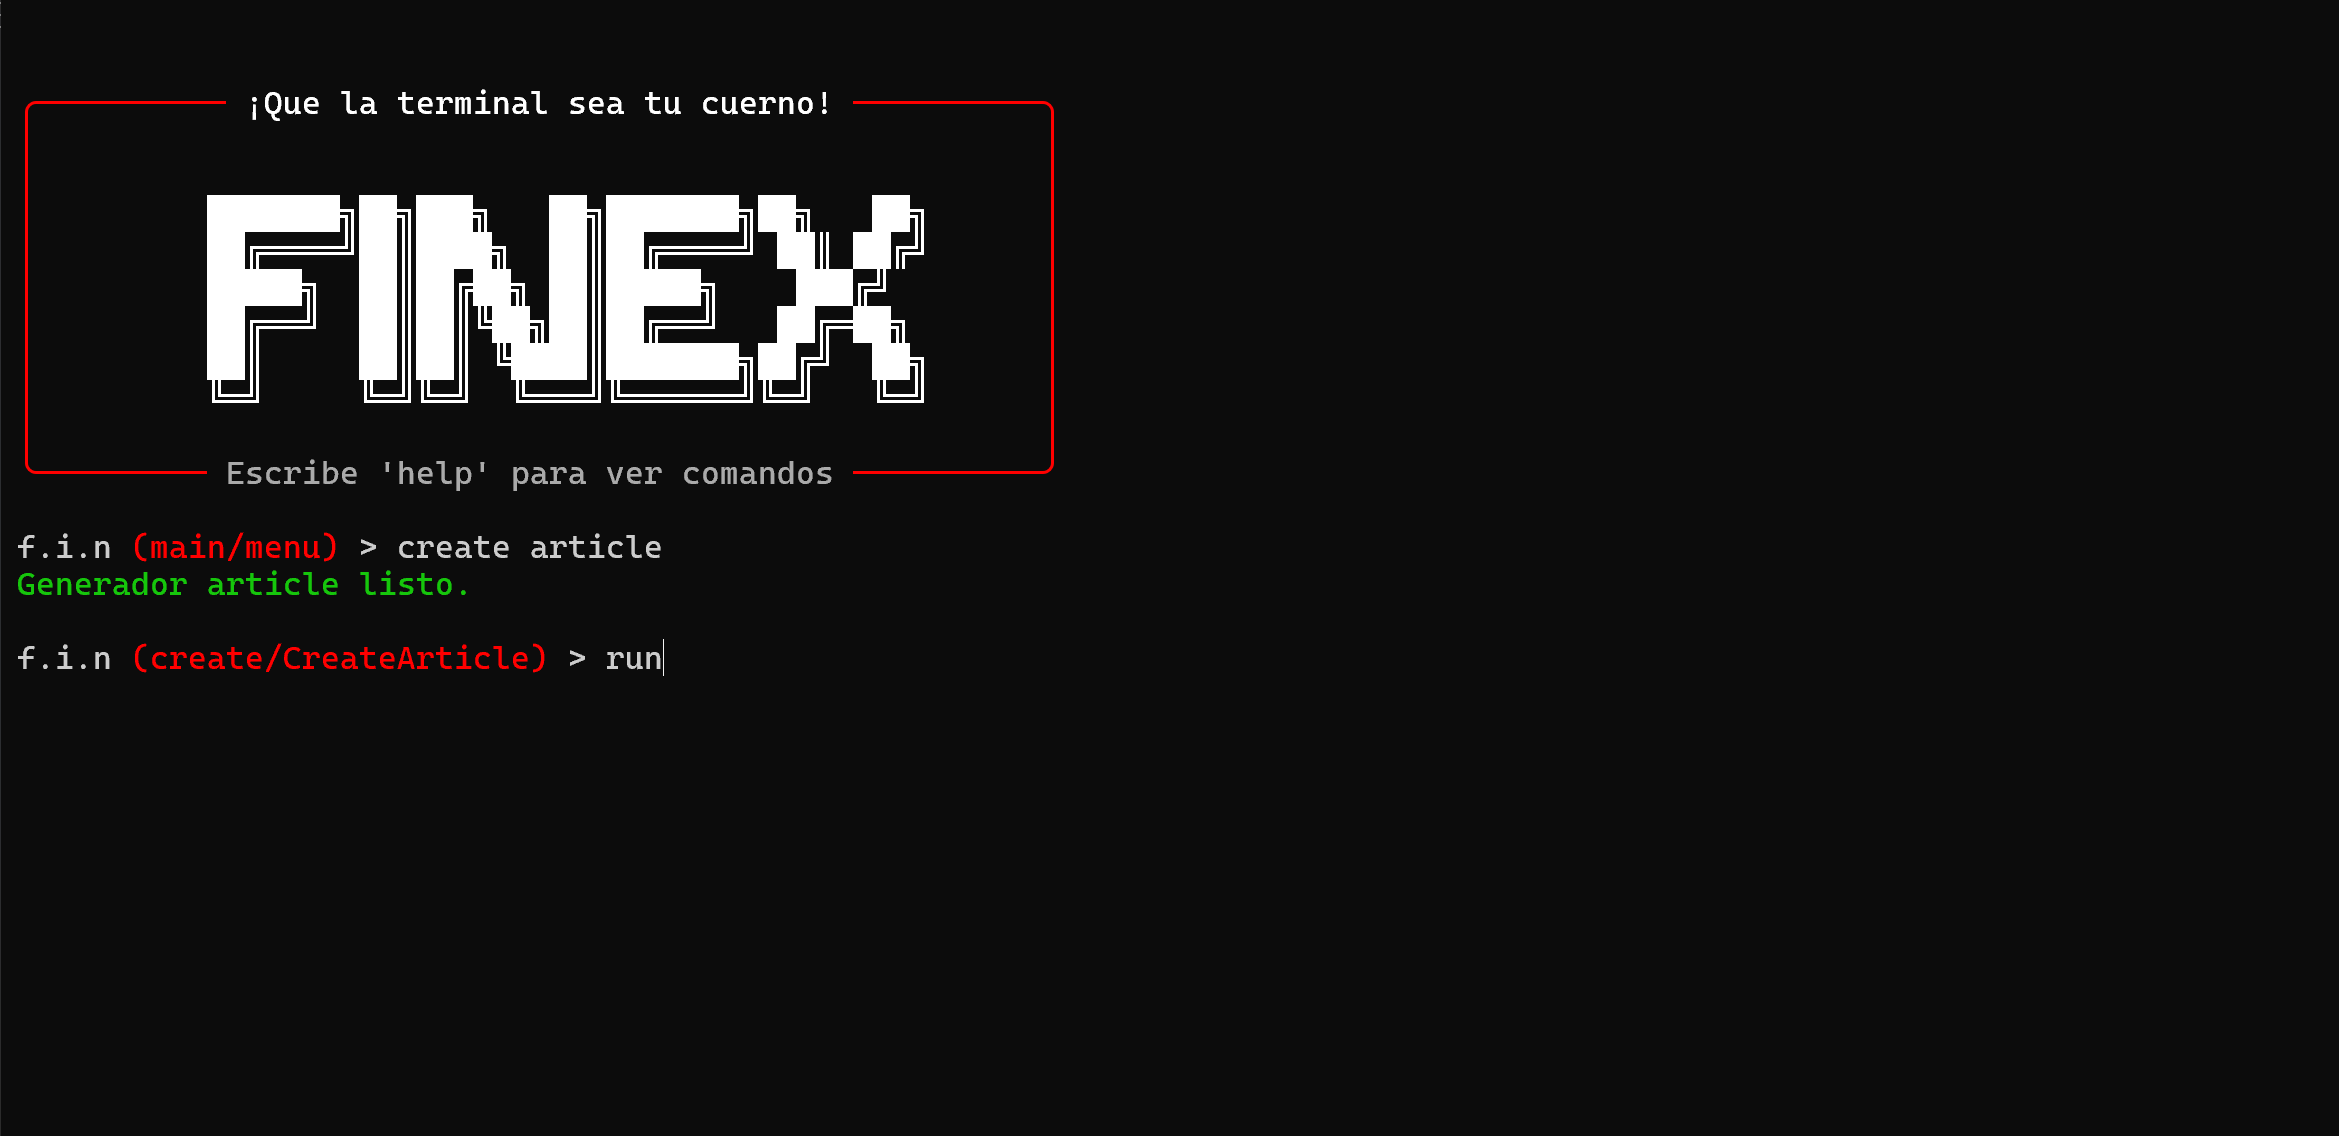 ¡Que la terminal sea tu cuerno!
FINEX
Escribe 'help' para ver comandos
f.i.n (main/menu) > create article
Generador article listo.
f.i.n (create/CreateArticle) > run